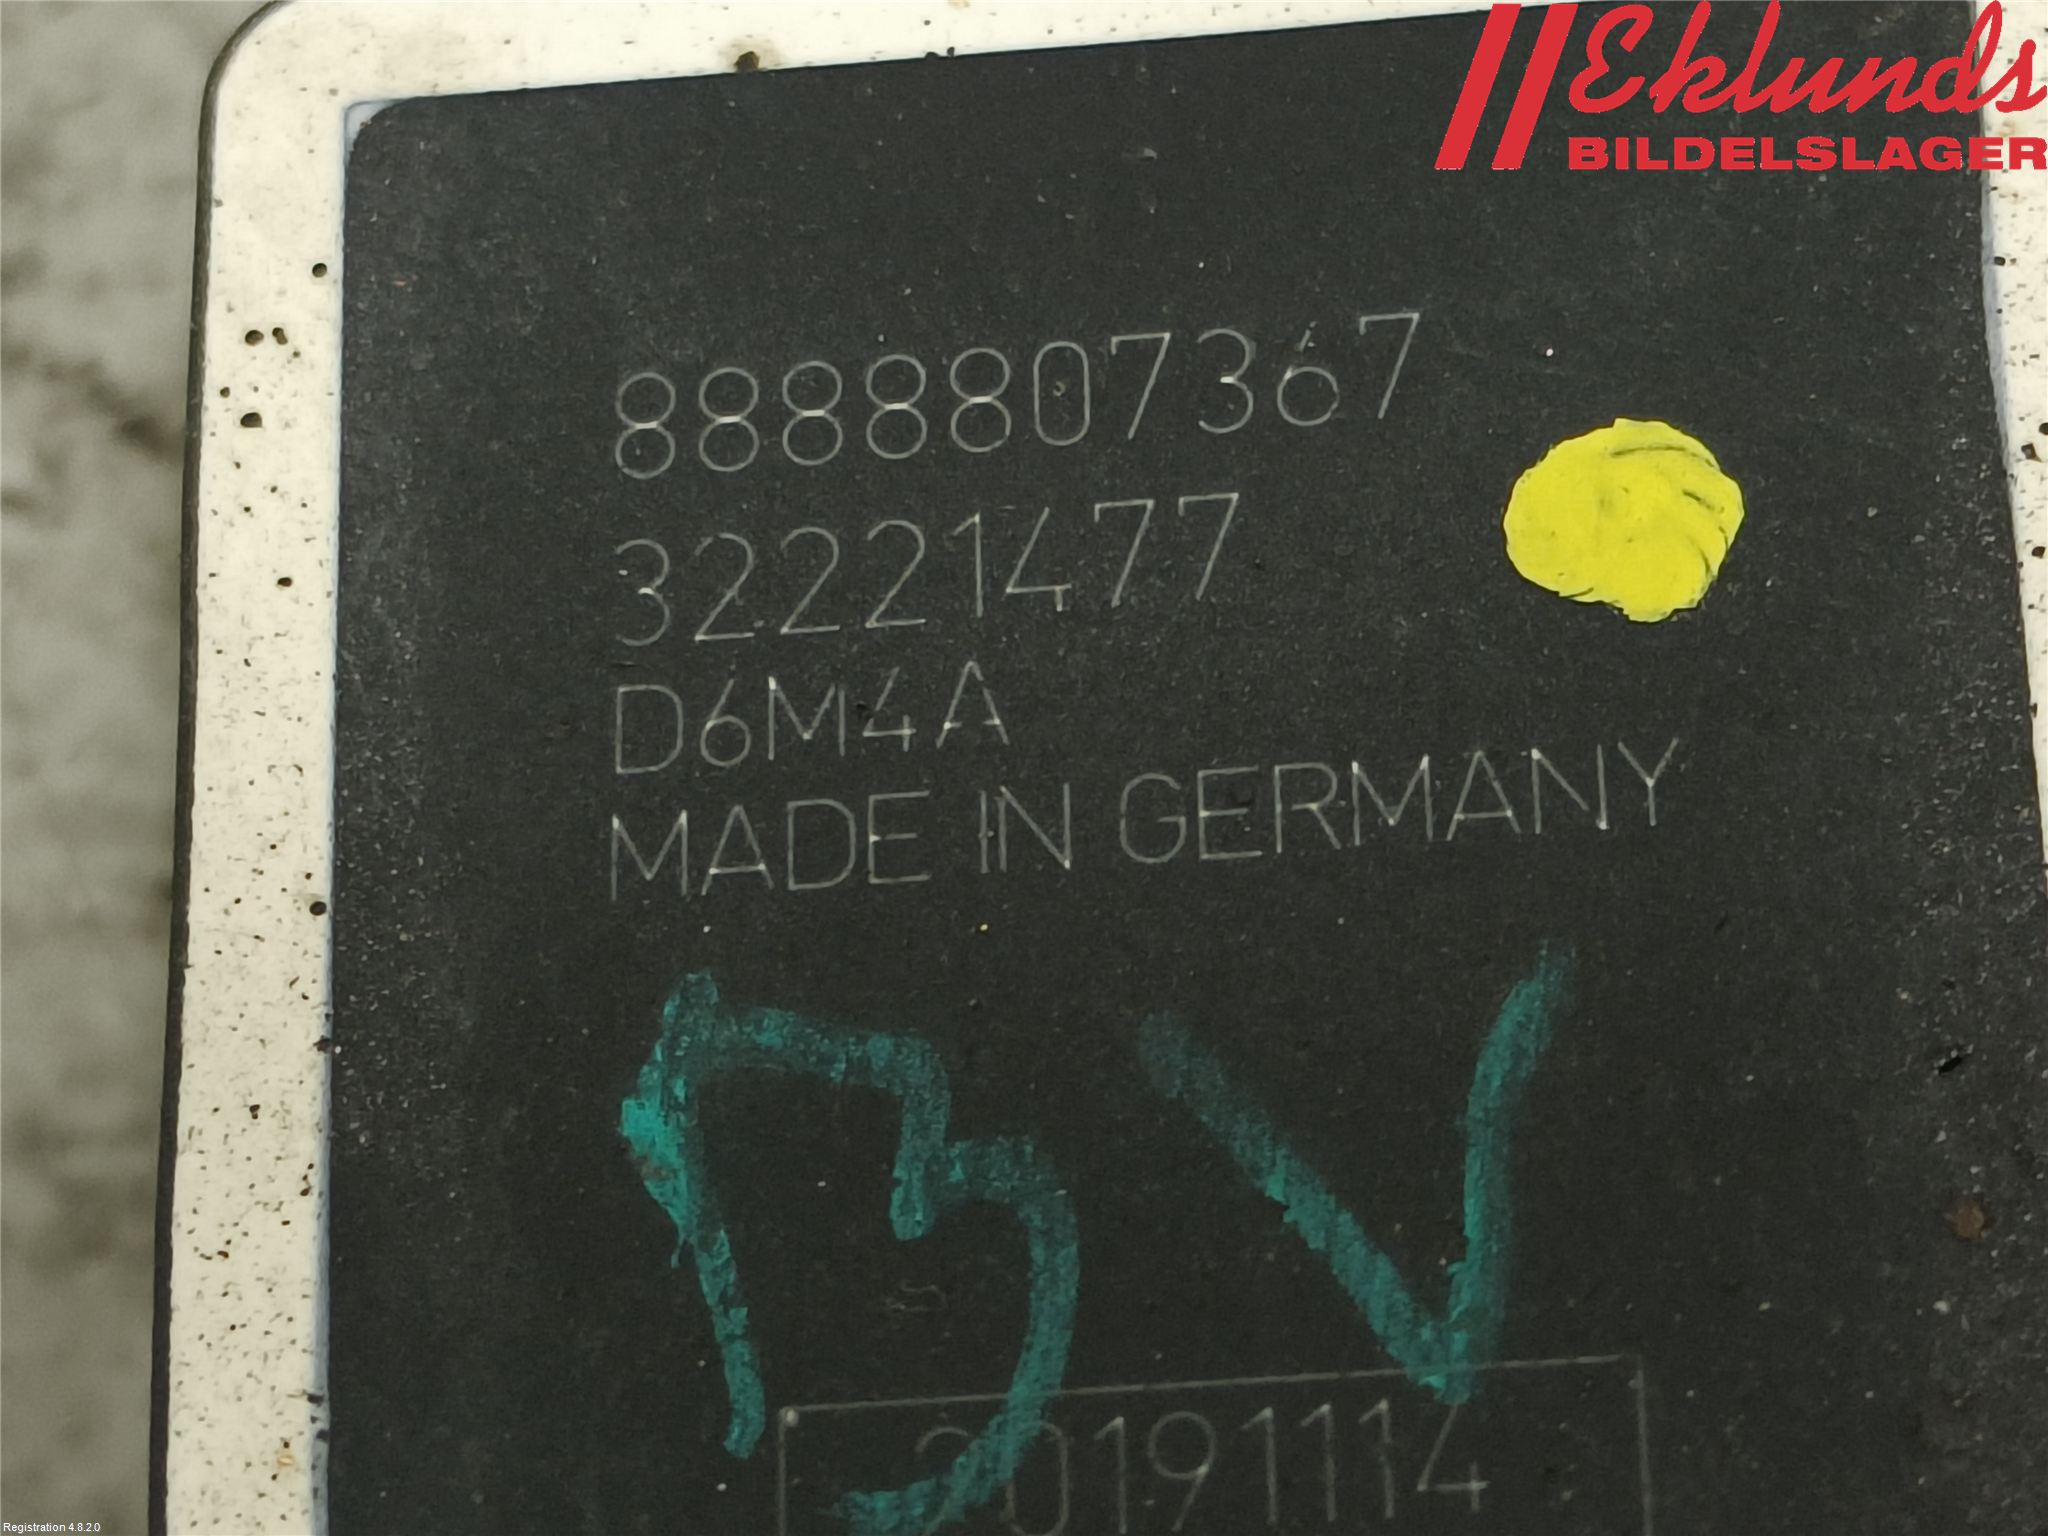 Eklunds
BILDELSLAGER
8888807367
32221477
D6M4A
MADE IN GERMANY
BV
20191114
Registration 4.8.2.0